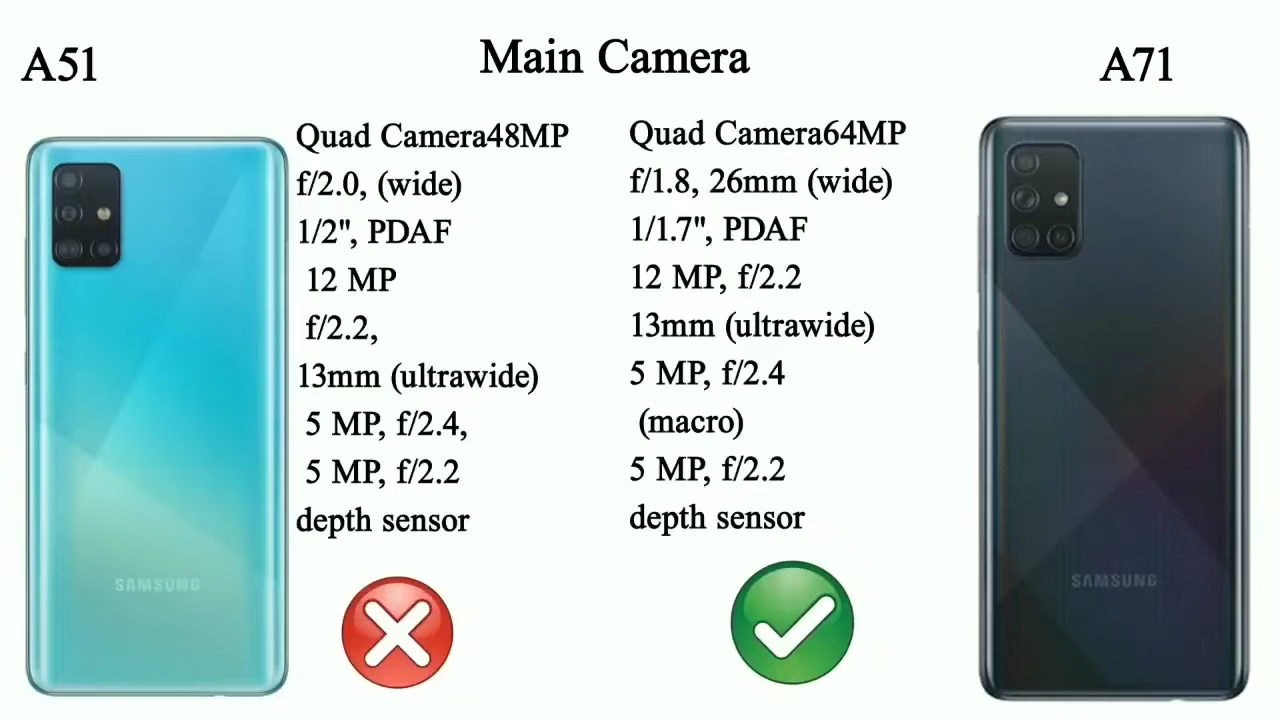 A51
Main Camera
A71
Quad Camera48MP
f/2.0, (wide)
1/2", PDAF
12 MP
f/2.2,
13mm (ultrawide)
5 MP, f/2.4,
5 MP, f/2.2
depth sensor
Quad Camera64MP
f/1.8, 26mm (wide)
1/1.7", PDAF
12 MP, f/2.2
13mm (ultrawide)
5 MP, f/2.4
(macro)
5 MP, f/2.2
depth sensor
SAMSUNG
SAMSUNG